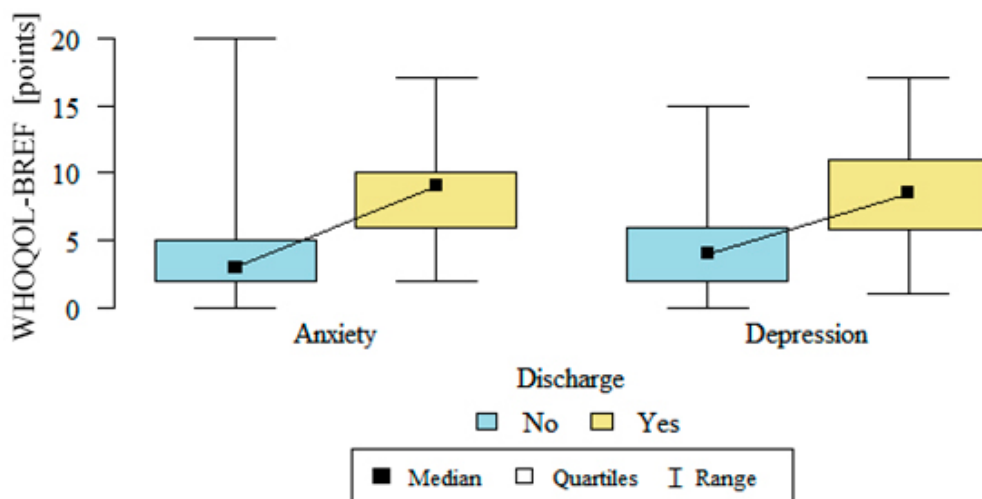 WHOQOL-BREF [points]
20
15
10
5
0
Anxiety Depression
Discharge
No Yes
Median Quartiles Range